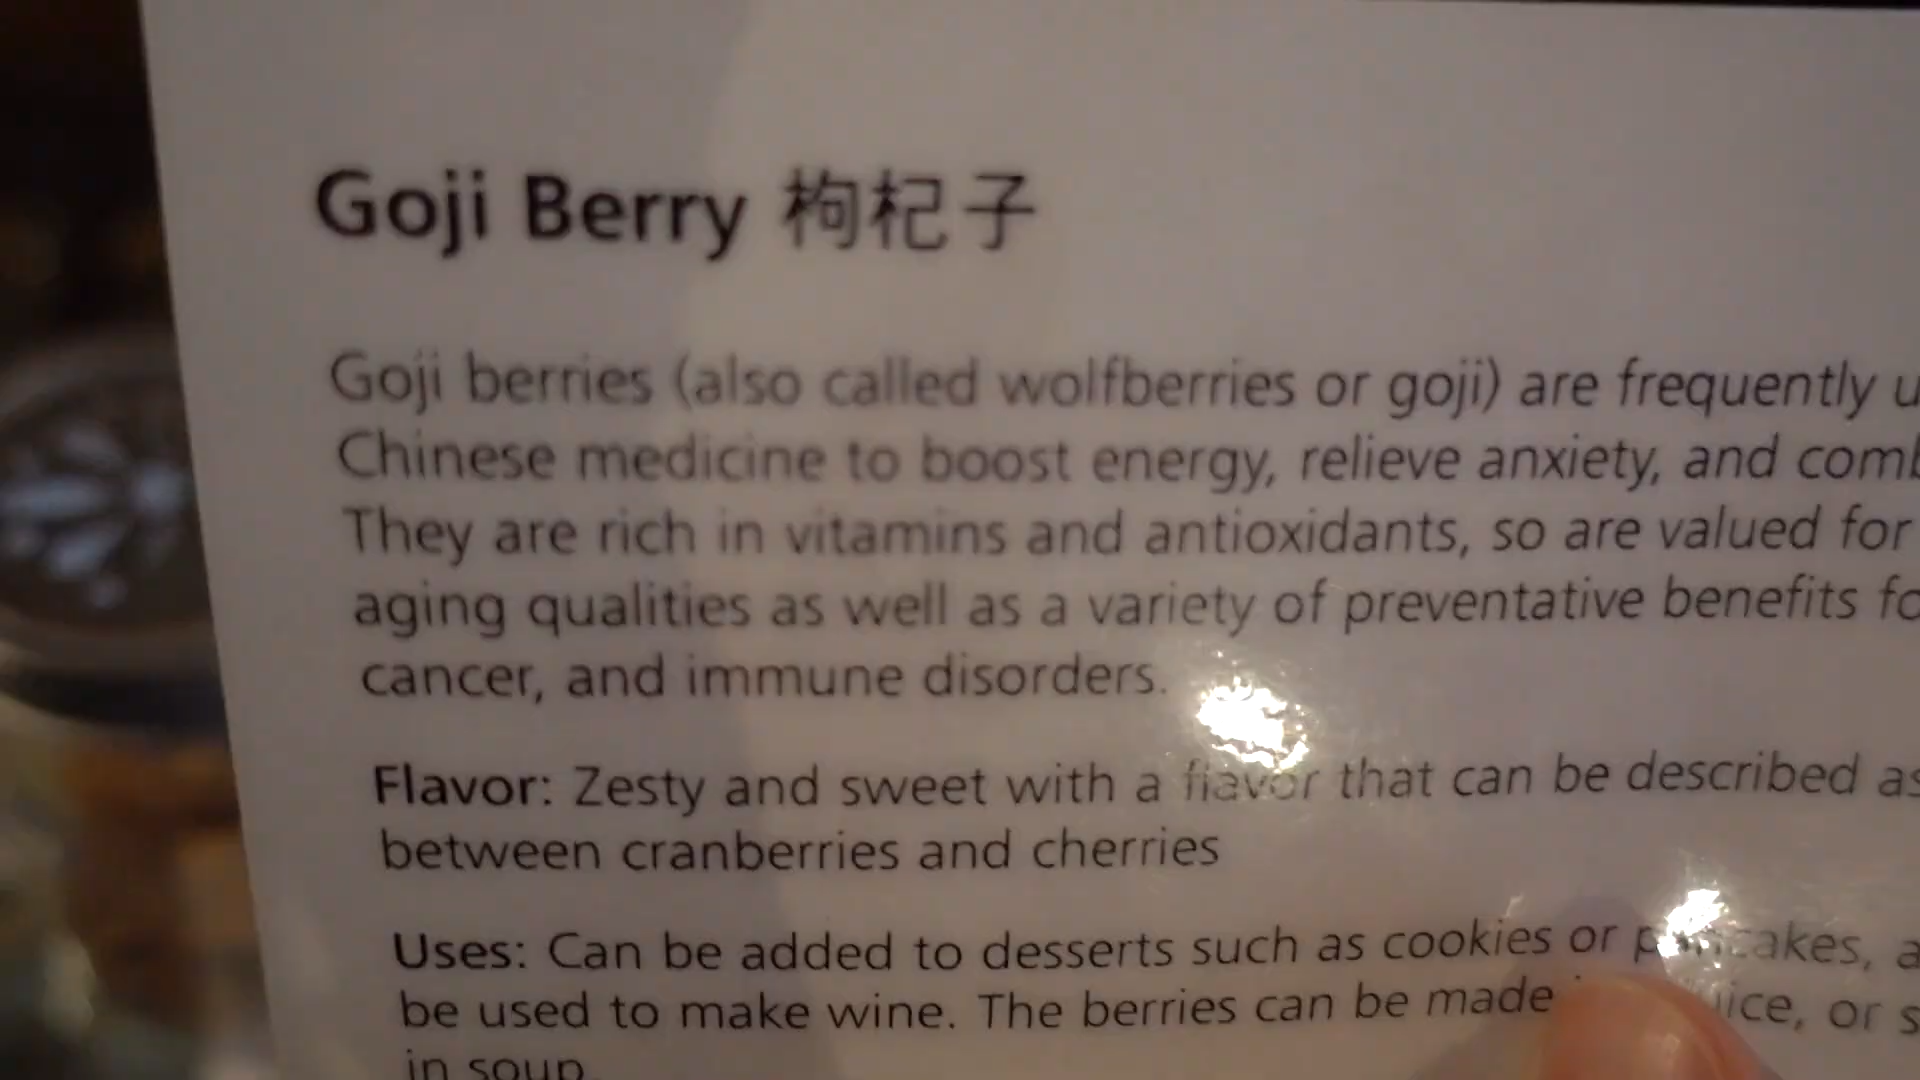 Goji Berry 枸杞子
Goji berries (also called wolfberries or goji) are frequently
Chinese medicine to boost energy, relieve anxiety, and
They are rich in vitamins and antioxidants, so are valued for
aging qualities as well as a variety of preventative benefits
cancer, and immune disorders.
Flavor: Zesty and sweet with a flavor that can be described as
between cranberries and cherries
Uses: Can be added to desserts such as cookies or
be used to make wine. The berries can be made or
in soup